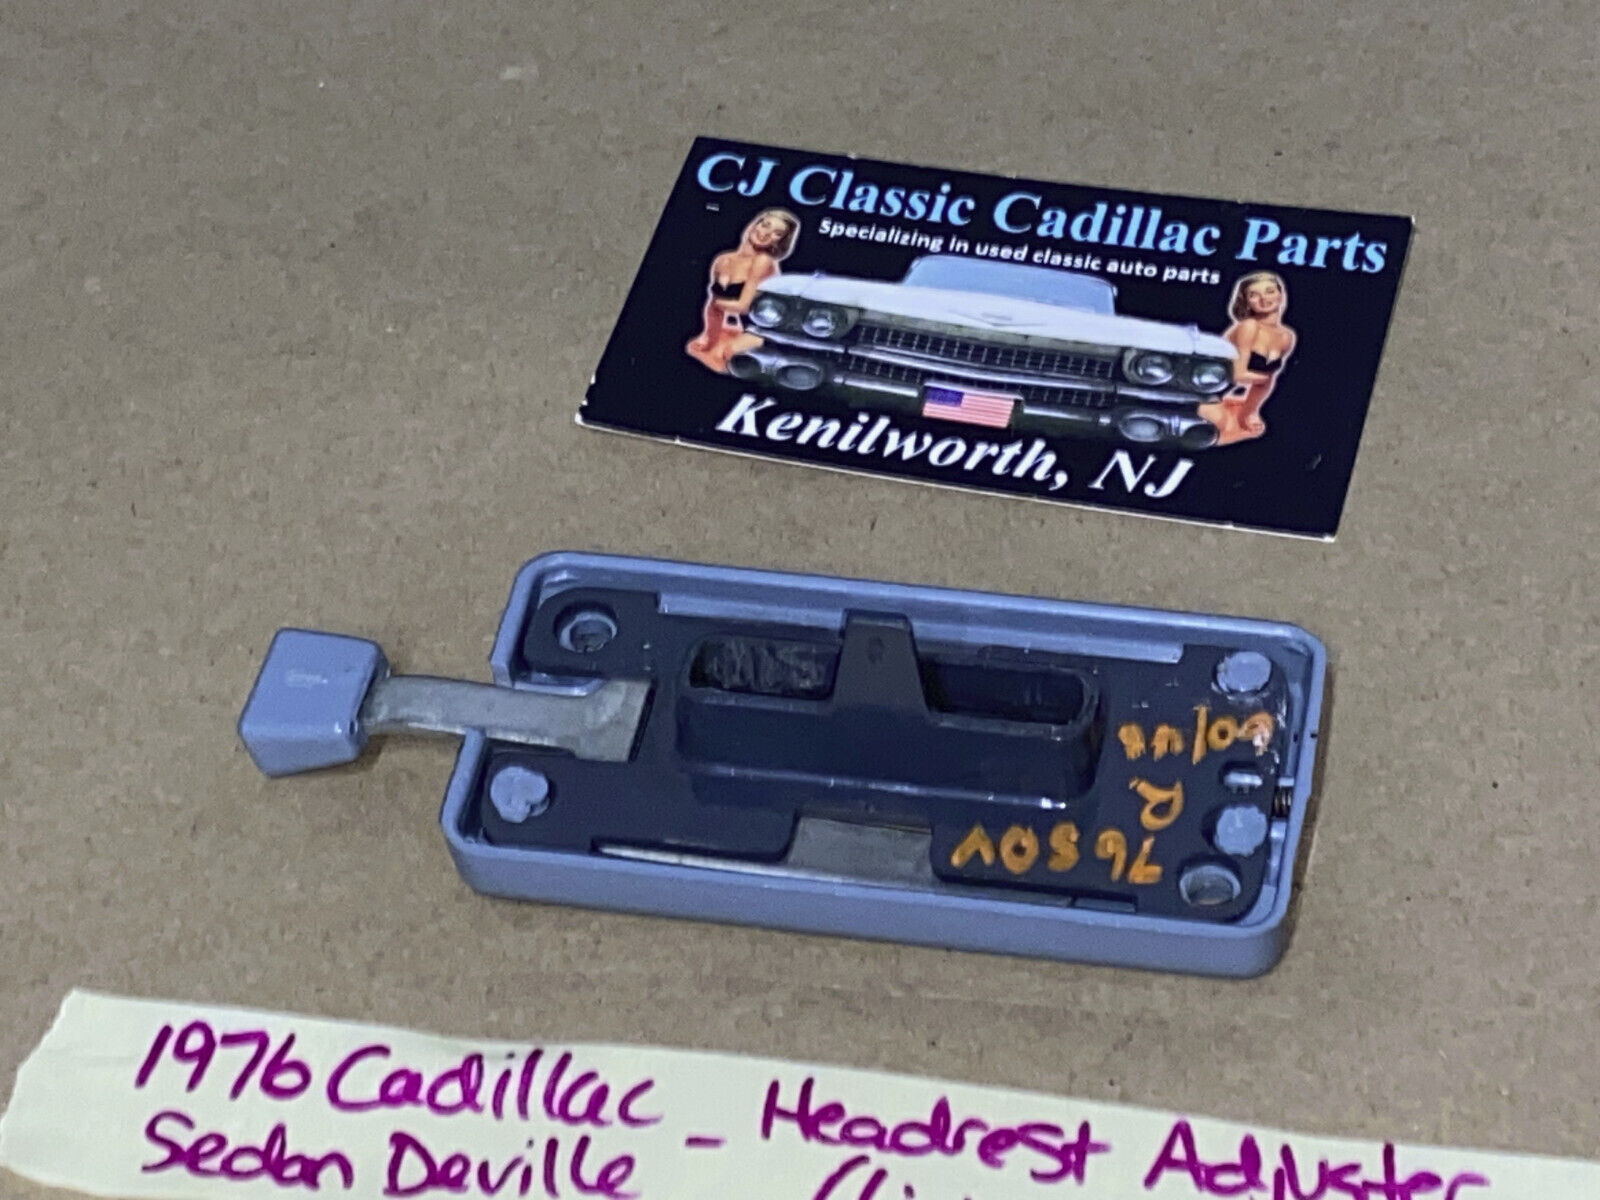 CJ Classic Cadillac Parts
Specializing in used classic auto parts
Kenilworth, NJ
R
76 SDV
1976 Cadillac
Sedan Deville - Headrest Adjuster